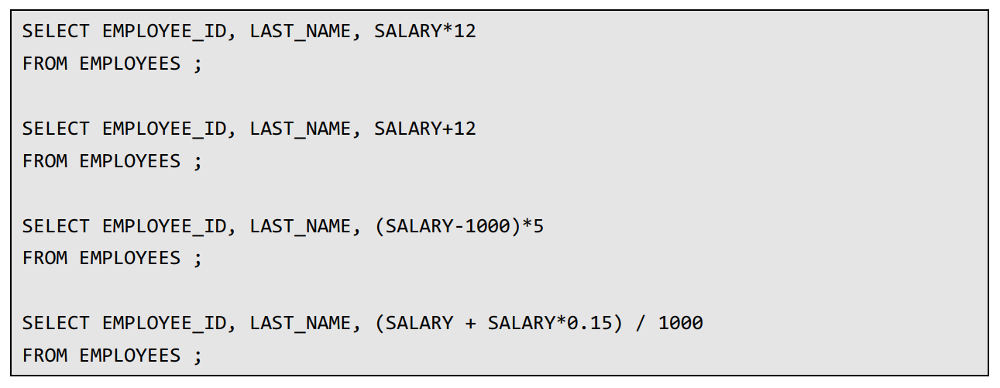 SELECT EMPLOYEE_ID, LAST_NAME, SALARY*12
FROM EMPLOYEES ;
SELECT EMPLOYEE_ID, LAST_NAME, SALARY+12
FROM EMPLOYEES ;
SELECT EMPLOYEE_ID, LAST_NAME, (SALARY-1000)*5
FROM EMPLOYEES ;
SELECT EMPLOYEE_ID, LAST_NAME, (SALARY + SALARY*0.15) / 1000
FROM EMPLOYEES ;